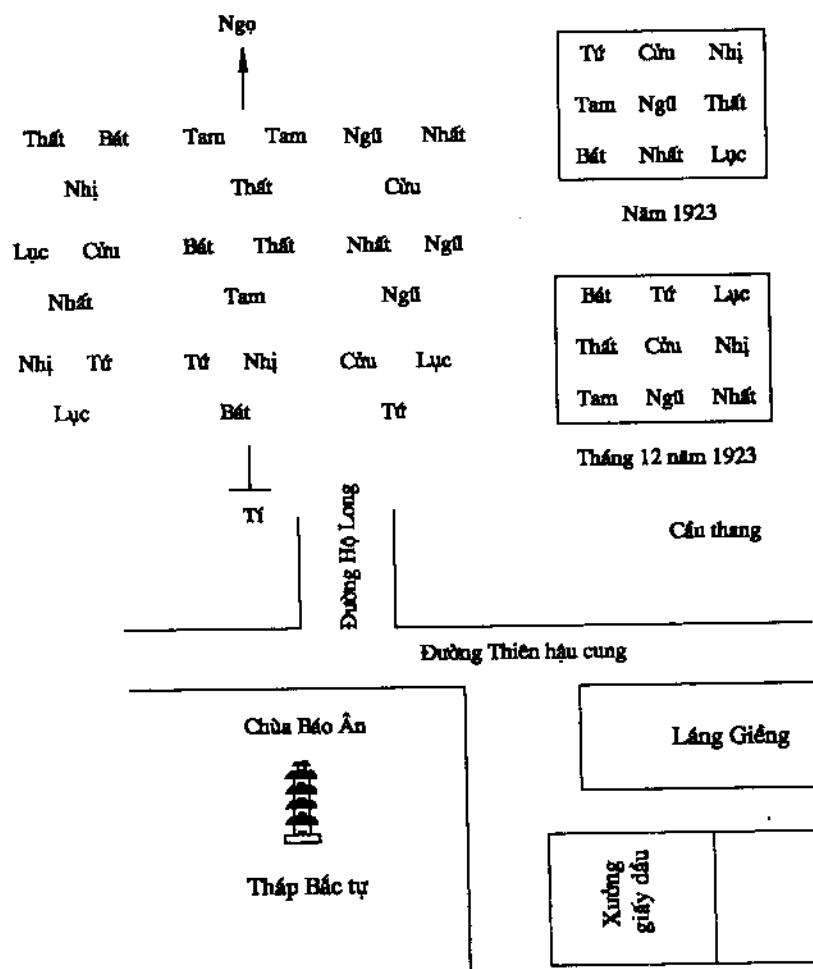 Ngọ
Thất Bát Tam Tam Ngũ Nhất
Nhị Thất Cửu
Lục Cửu Bát Thất Nhất Ngũ
Nhất Tam Ngũ
Nhị Tứ Tứ Nhị Cửu Lục
Lục Bát Tứ
Tí
Tứ Cửu Nhị
Tam Ngũ Thất
Bát Nhất Lục
Năm 1923
Bát Tứ Lục
Thất Cửu Nhị
Tam Ngũ Nhất
Tháng 12 năm 1923
Cầu thang
Đường Hộ Long
Đường Thiên hậu cung
Chùa Báo Ân
Tháp Bắc tự
Láng Giềng
Xưởng
giấy dầu